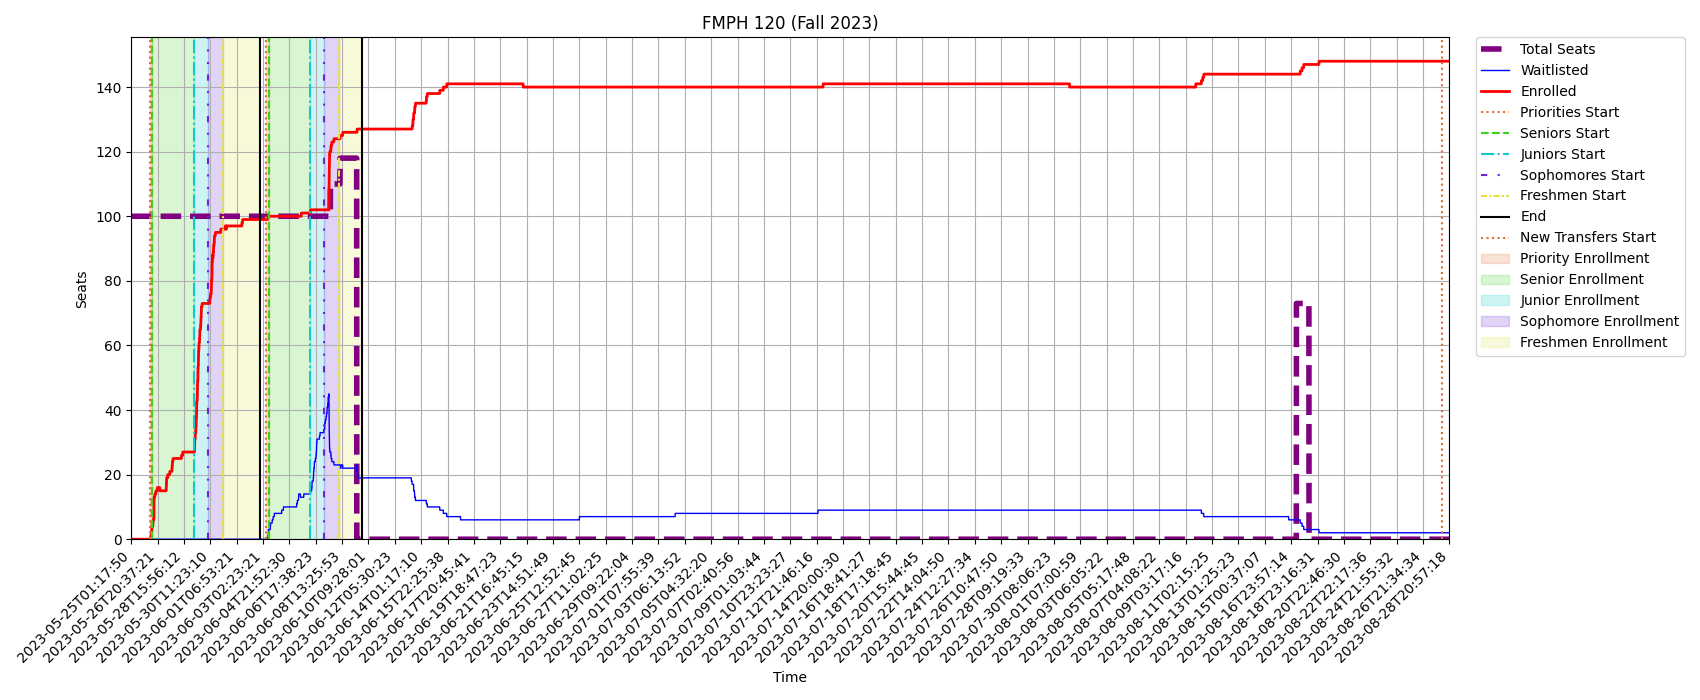 FMPH 120 (Fall 2023)
Seats
140
120
100
80
60
40
20
0
2023-05-25T01:17:50
2023-05-26T20:37:21
2023-05-28T15:56:12
2023-05-30T11:23:10
2023-06-01T06:53:21
2023-06-03T02:23:21
2023-06-04T21:52:30
2023-06-06T17:38:23
2023-06-08T13:25:53
2023-06-10T09:28:01
2023-06-12T05:30:23
2023-06-14T01:17:10
2023-06-15T22:25:38
2023-06-17T20:45:41
2023-06-19T18:47:23
2023-06-21T16:45:15
2023-06-23T14:51:49
2023-06-25T12:52:45
2023-06-27T11:02:25
2023-06-29T09:22:04
2023-07-01T07:55:39
2023-07-03T06:13:52
2023-07-05T04:32:20
2023-07-07T02:40:56
2023-07-09T01:03:44
2023-07-10T23:23:27
2023-07-12T21:46:16
2023-07-14T20:00:30
2023-07-16T18:41:27
2023-07-18T17:18:45
2023-07-20T15:44:45
2023-07-22T14:04:50
2023-07-24T12:27:34
2023-07-26T10:47:50
2023-07-28T09:19:33
2023-07-30T08:06:23
2023-08-01T07:00:59
2023-08-03T06:05:22
2023-08-05T05:17:48
2023-08-07T04:08:22
2023-08-09T03:17:16
2023-08-11T02:15:25
2023-08-13T01:25:23
2023-08-15T00:37:07
2023-08-16T23:57:14
2023-08-18T23:16:31
2023-08-20T22:46:30
2023-08-22T22:17:36
2023-08-24T21:55:32
2023-08-26T21:34:34
2023-08-28T20:57:18
Time
Total Seats
Waitlisted
Enrolled
Priorities Start
Seniors Start
Juniors Start
Sophomores Start
Freshmen Start
End
New Transfers Start
Priority Enrollment
Senior Enrollment
Junior Enrollment
Sophomore Enrollment
Freshmen Enrollment